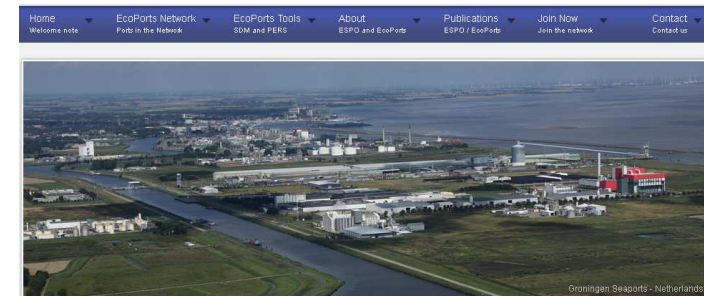 Home EcoPorts Network EcoPorts Tools About Publications Join Now Contact
Welcome note Ports in the Network SDM and PERS ESPO and EcoPorts ESPO / EcoPorts Join the network Contact us
Groningen Seaports - Netherlands